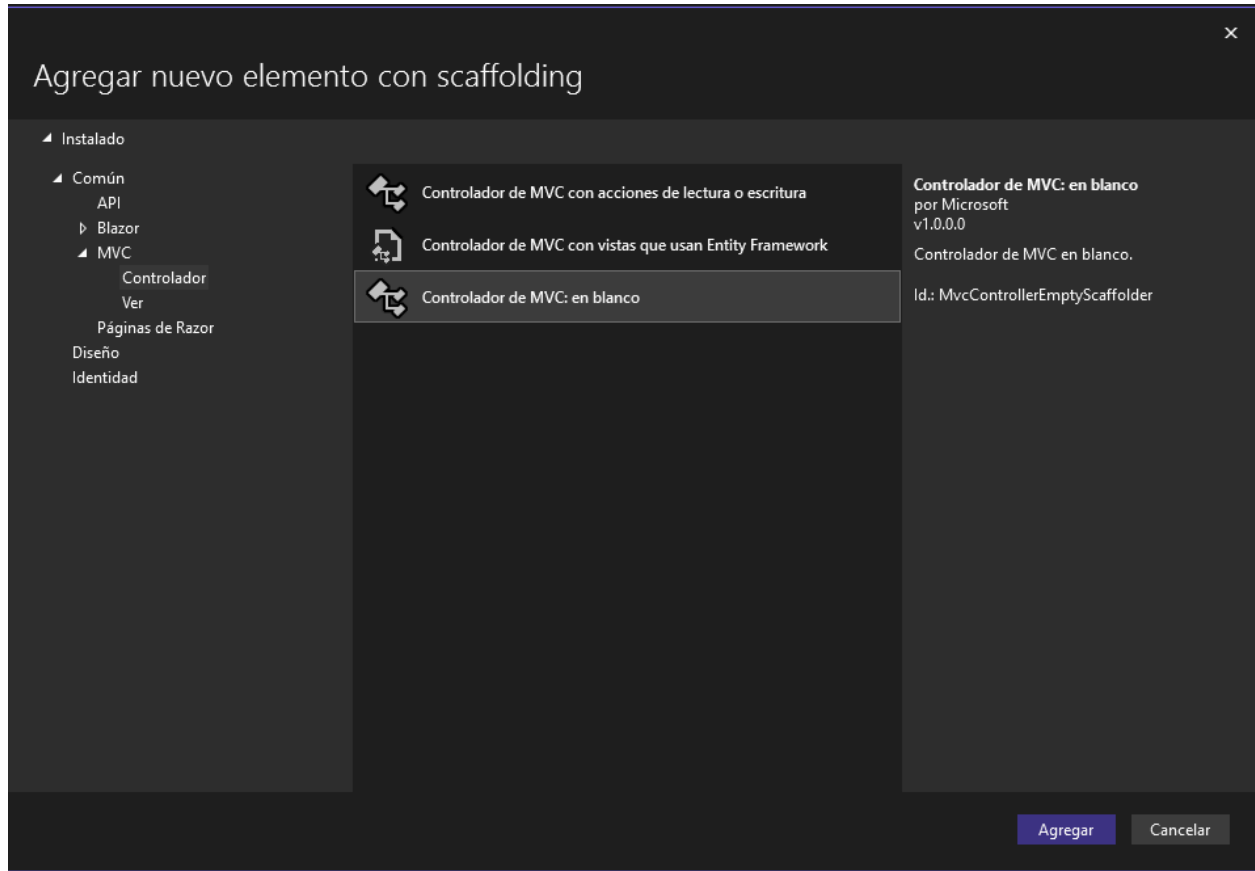 Agregar nuevo elemento con scaffolding
Instalado
Común
API
Blazor
MVC
Controlador
Ver
Páginas de Razor
Diseño
Identidad
Controlador de MVC con acciones de lectura o escritura
Controlador de MVC con vistas que usan Entity Framework
Controlador de MVC: en blanco
Controlador de MVC: en blanco
por Microsoft
v1.0.0.0
Controlador de MVC en blanco.
Id.: MvcControllerEmptyScaffolder
Agregar
Cancelar